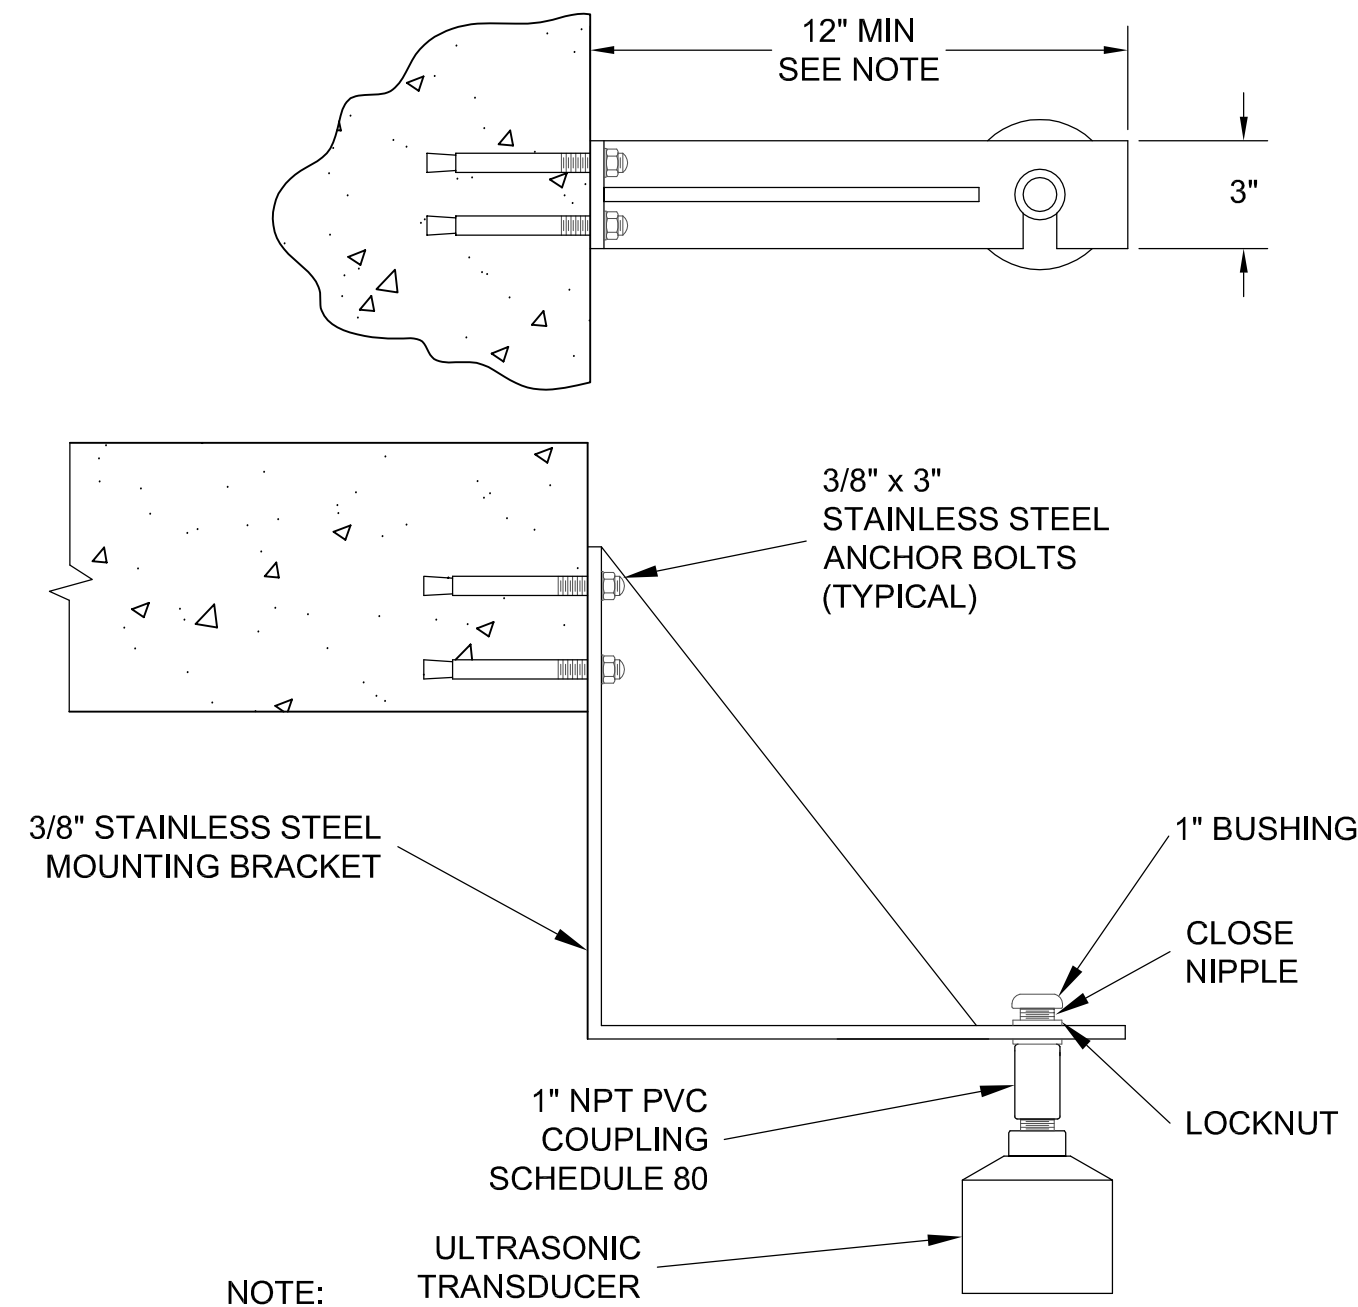 12" MIN
SEE NOTE
3"
3/8" x 3"
STAINLESS STEEL
ANCHOR BOLTS
(TYPICAL)
3/8" STAINLESS STEEL
MOUNTING BRACKET
1" BUSHING
CLOSE
NIPPLE
1" NPT PVC
COUPLING
SCHEDULE 80
LOCKNUT
ULTRASONIC
TRANSDUCER
NOTE: